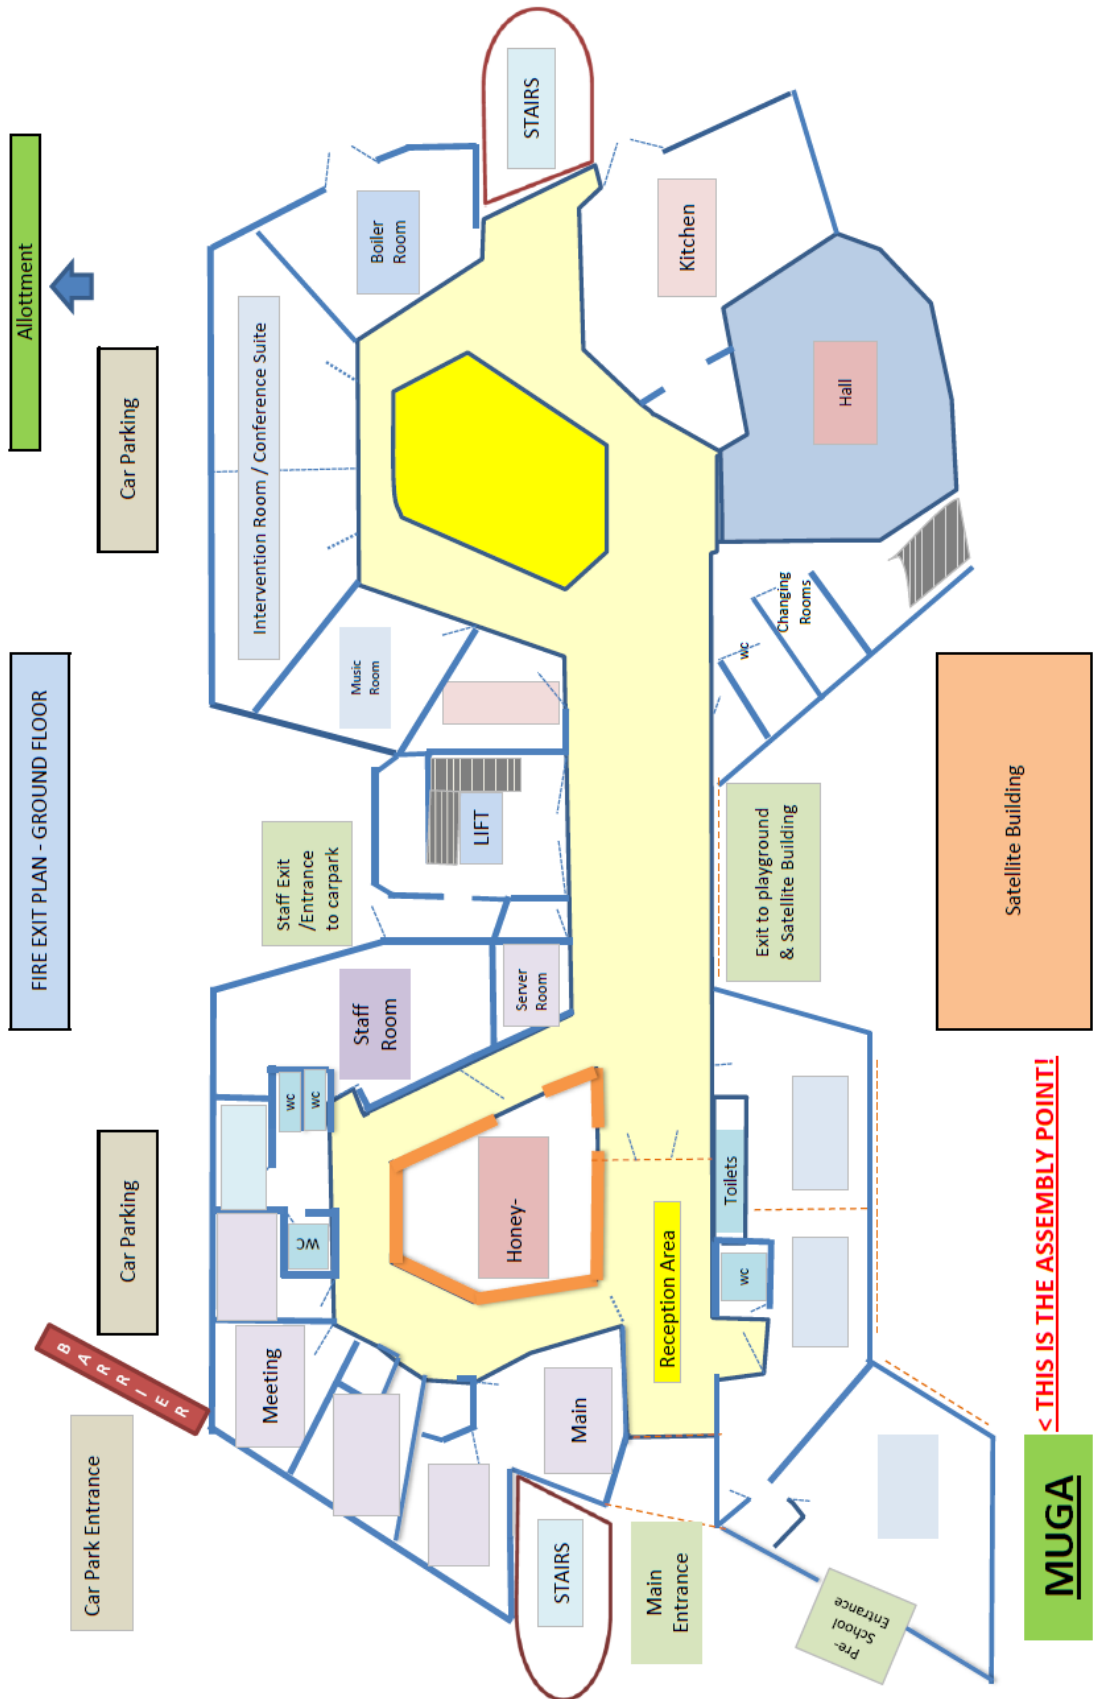 Allottment
Car Parking
FIRE EXIT PLAN - GROUND FLOOR
Car Parking
BARRIER
Car Park Entrance
STAIRS
Boiler
Room
Intervention Room / Conference Suite
Music
Room
LIFT
Staff Exit
/Entrance
to carpark
Staff
Room
Server
Room
wc
wc
WC
Meeting
Honey-
Main
STAIRS
Main
Entrance
Reception Area
Kitchen
Hall
Changing
Rooms
wc
Exit to playground
& Satellite Building
Toilets
wc
Pre-
School
Entrance
Satellite Building
< THIS IS THE ASSEMBLY POINT!
MUGA